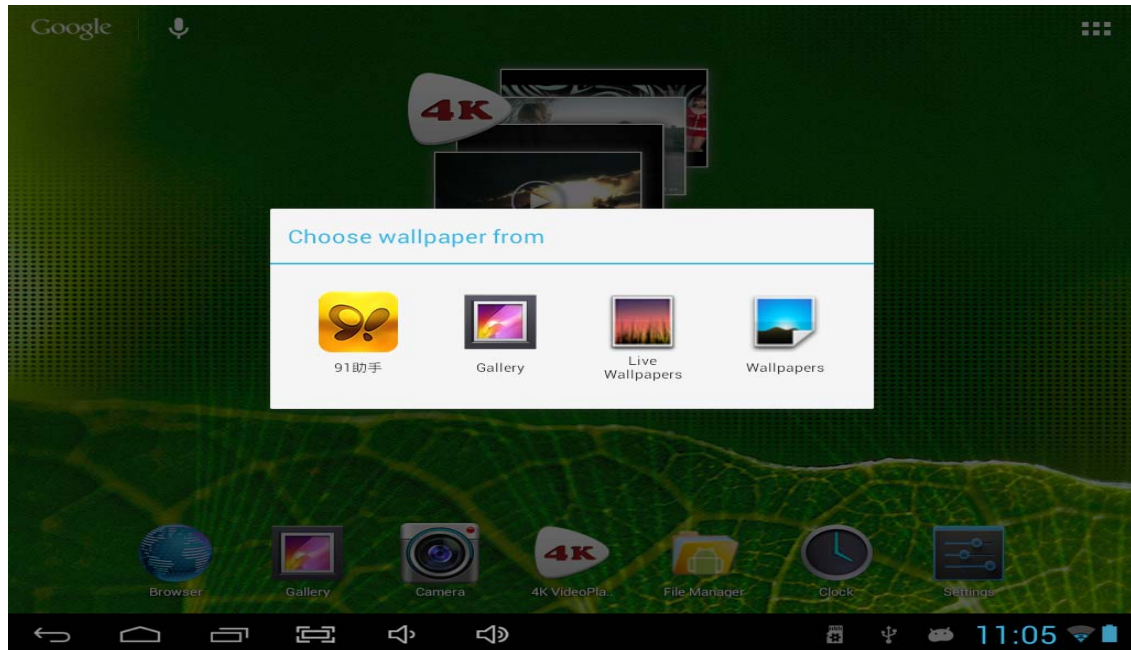 Google
4K
Choose wallpaper from
91助手
Gallery
Live
Wallpapers
Wallpapers
4K
Browser
Gallery
Camera
4K VideoPla..
File Manager
Clock
Settings
11:05